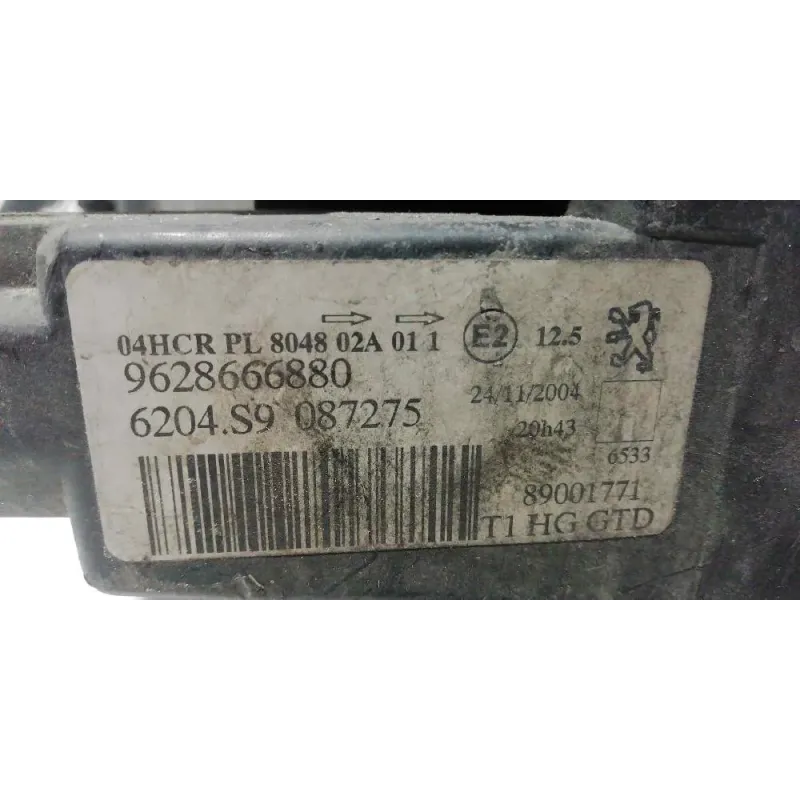 04HCR PL 8048 02A 01 1 E2 12.5
9628666880
24/11/2004
6204.S9 087275
20h43
6533
89001771
T1 HG GTD